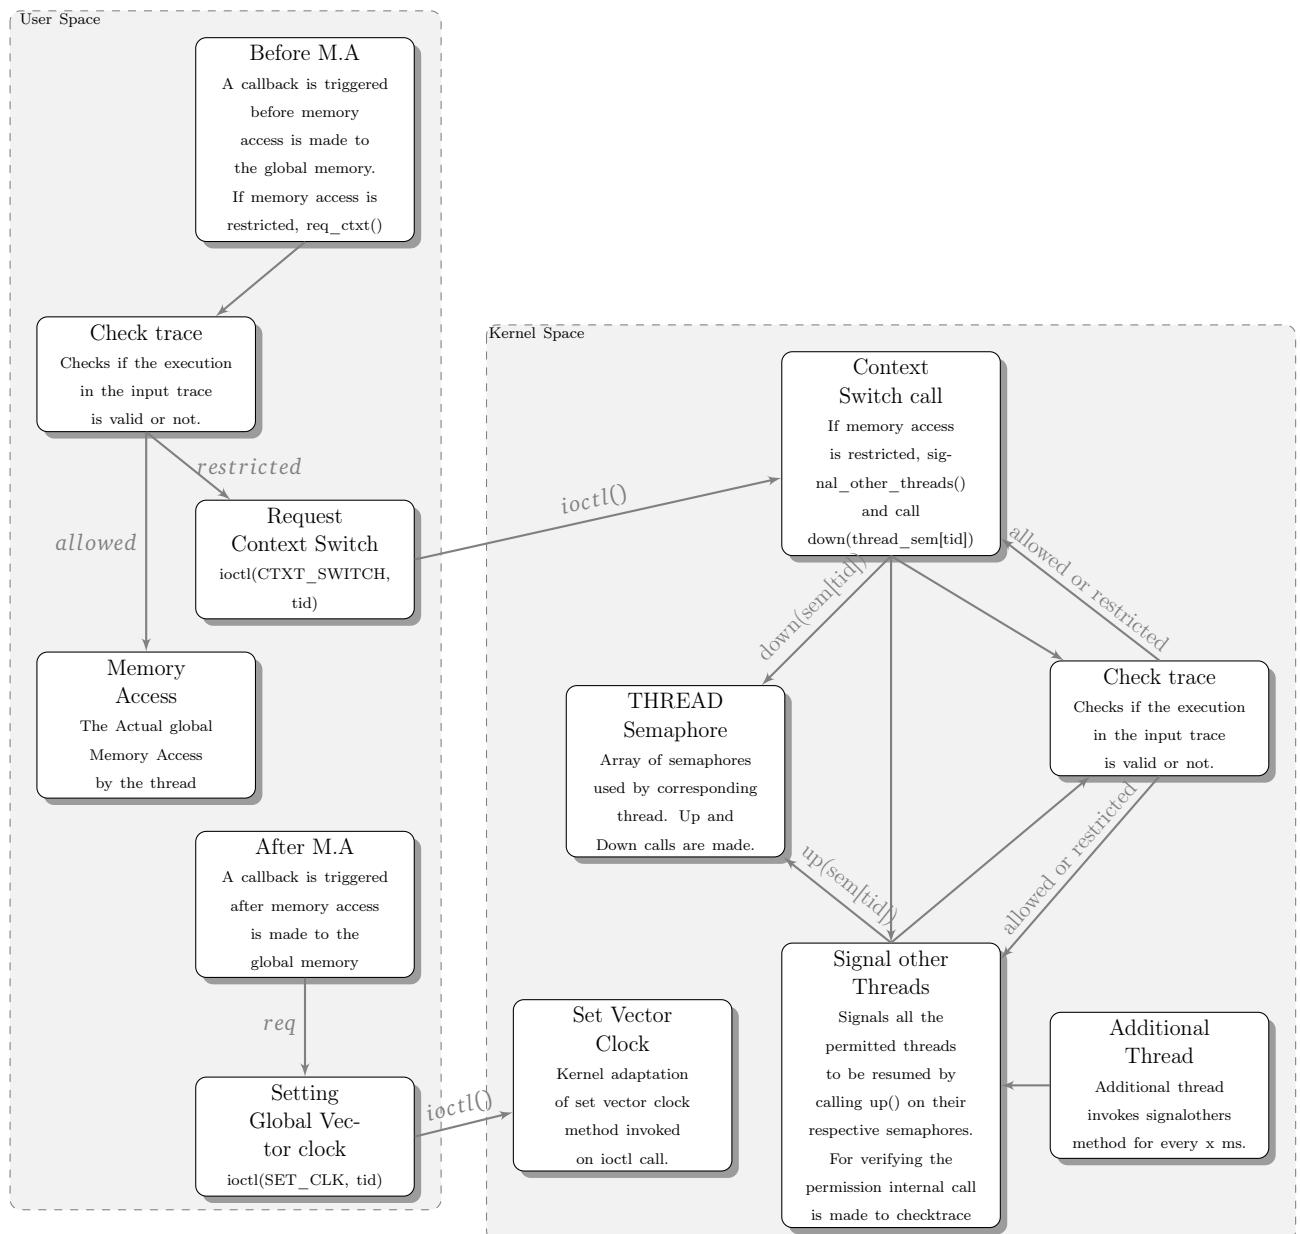 User Space
Before M.A
A callback is triggered
before memory
access is made to
the global memory.
If memory access is
restricted, req_ctxt()
Check trace
Checks if the execution
in the input trace
is valid or not.
restricted
allowed
Request
Context Switch
ioctl(CTXT_SWITCH,
tid)
ioctl()
Memory
Access
The Actual global
Memory Access
by the thread
After M.A
A callback is triggered
after memory access
is made to the
global memory
req
Setting
Global Vec-
tor clock
ioctl(SET_CLK, tid)
ioctl()
Kernel Space
Context
Switch call
If memory access
is restricted, sig-
nal_other_threads()
and call
down(thread_sem[tid])
allowed or restricted
down(sem[tid])
Check trace
Checks if the execution
in the input trace
is valid or not.
THREAD
Semaphore
Array of semaphores
used by corresponding
thread. Up and
Down calls are made.
up(sem[tid])
allowed or restricted
Signal other
Threads
Signals all the
permitted threads
to be resumed by
calling up() on their
respective semaphores.
For verifying the
permission internal call
is made to checktrace
Set Vector
Clock
Kernel adaptation
of set vector clock
method invoked
on ioctl call.
Additional
Thread
Additional thread
invokes signalothers
method for every x ms.